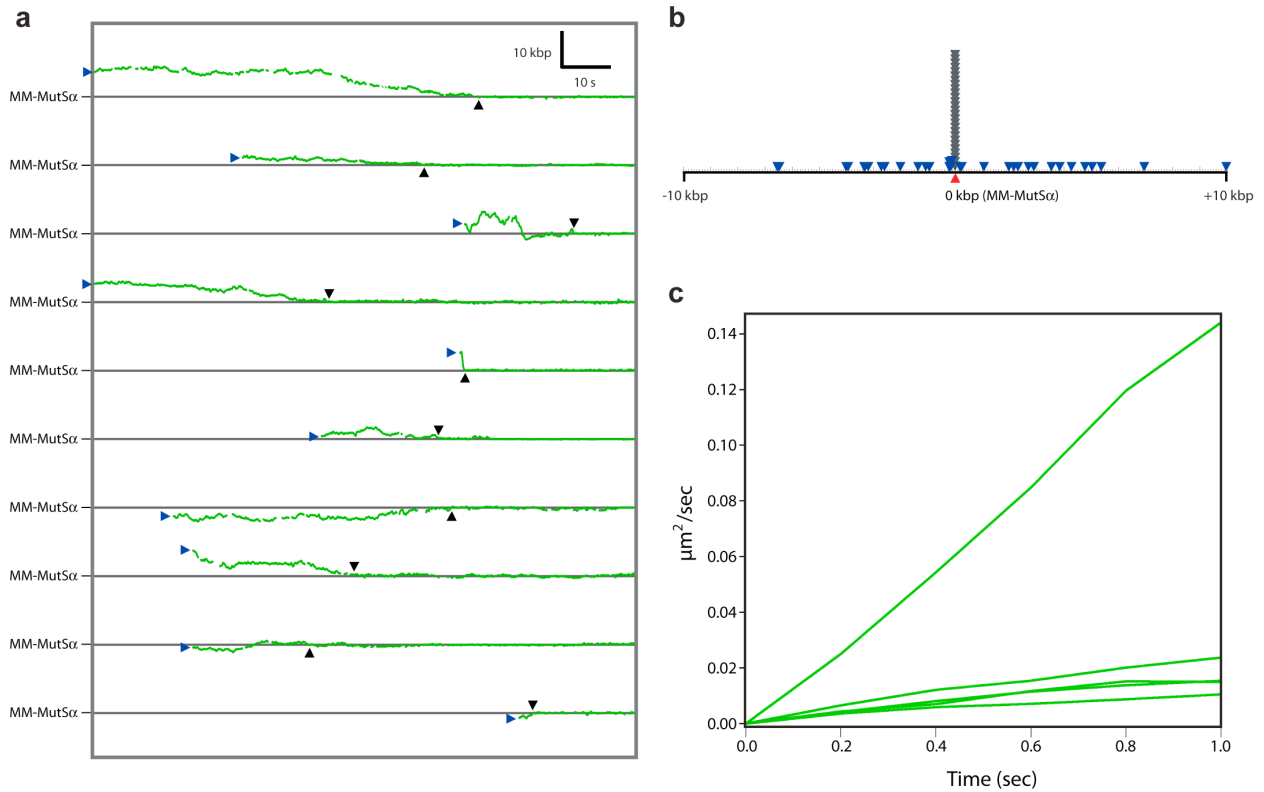 a
10 kbp
10 s
MM-MutSα
MM-MutSα
MM-MutSα
MM-MutSα
MM-MutSα
MM-MutSα
MM-MutSα
MM-MutSα
MM-MutSα
MM-MutSα
b
-10 kbp
0 kbp (MM-MutSα)
+10 kbp
c
0.14
0.12
0.10
0.08
0.06
0.04
0.02
0.00
μm²/sec
0.0 0.2 0.4 0.6 0.8 1.0
Time (sec)